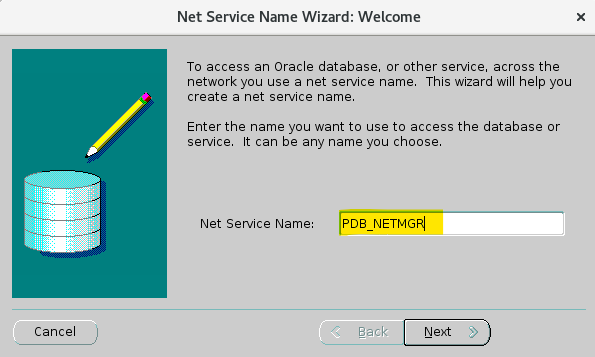 Net Service Name Wizard: Welcome
To access an Oracle database, or other service, across the
network you use a net service name.  This wizard will help you
create a net service name.
Enter the name you want to use to access the database or
service.  It can be any name you choose.
Net Service Name: PDB_NETMGR
Cancel Back Next